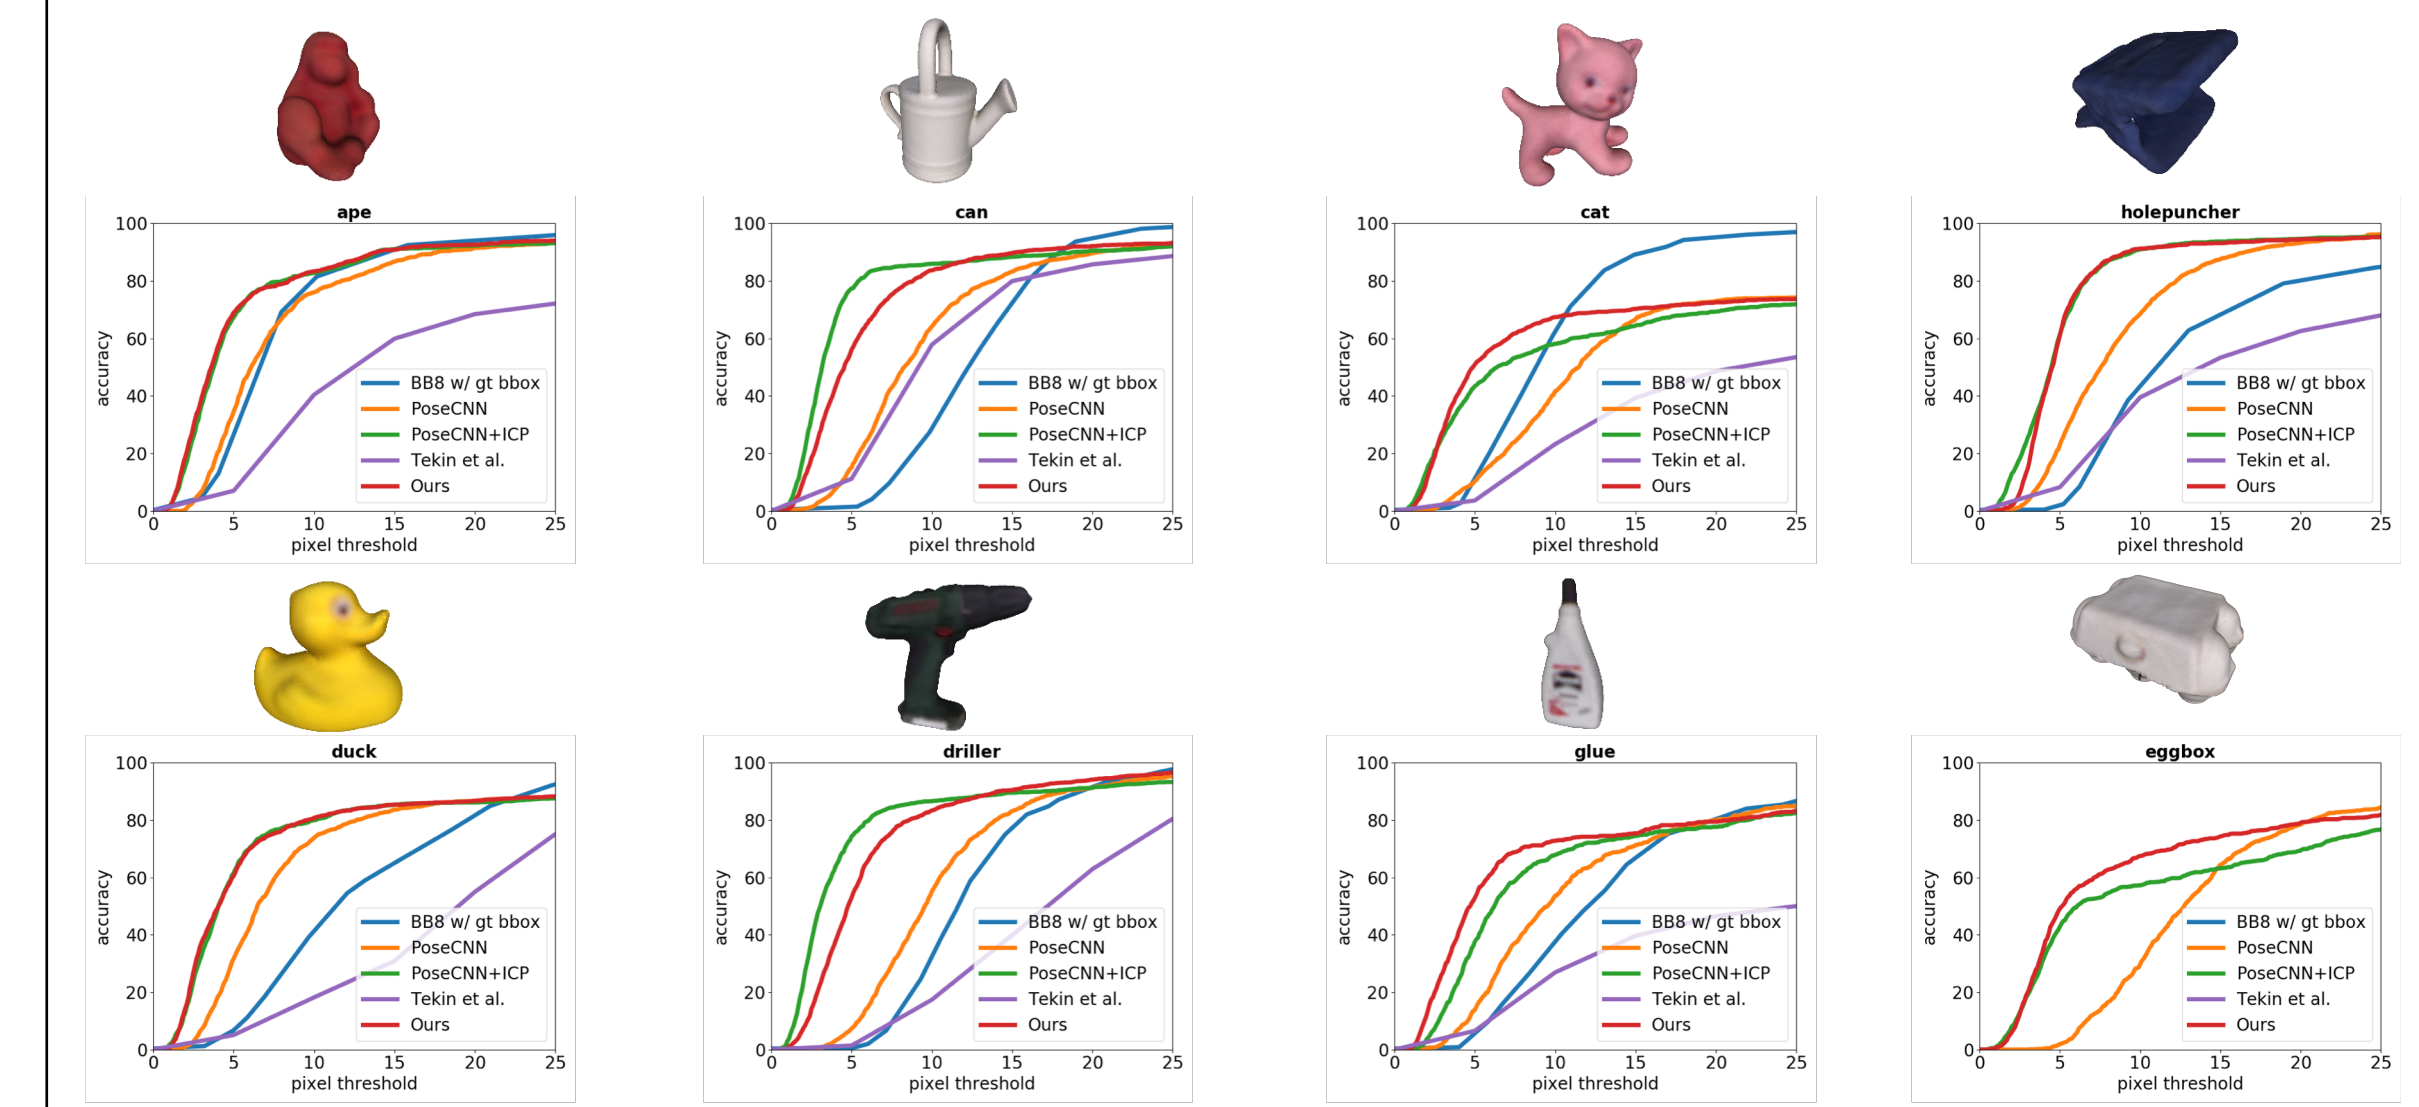 ape
100
80
60
40
20
0
accuracy
BB8 w/ gt bbox
PoseCNN
PoseCNN+ICP
Tekin et al.
Ours
0 5 10 15 20 25
pixel threshold
can
100
80
60
40
20
0
accuracy
BB8 w/ gt bbox
PoseCNN
PoseCNN+ICP
Tekin et al.
Ours
0 5 10 15 20 25
pixel threshold
cat
100
80
60
40
20
0
accuracy
BB8 w/ gt bbox
PoseCNN
PoseCNN+ICP
Tekin et al.
Ours
0 5 10 15 20 25
pixel threshold
holepuncher
100
80
60
40
20
0
accuracy
BB8 w/ gt bbox
PoseCNN
PoseCNN+ICP
Tekin et al.
Ours
0 5 10 15 20 25
pixel threshold
duck
100
80
60
40
20
0
accuracy
BB8 w/ gt bbox
PoseCNN
PoseCNN+ICP
Tekin et al.
Ours
0 5 10 15 20 25
pixel threshold
driller
100
80
60
40
20
0
accuracy
BB8 w/ gt bbox
PoseCNN
PoseCNN+ICP
Tekin et al.
Ours
0 5 10 15 20 25
pixel threshold
glue
100
80
60
40
20
0
accuracy
BB8 w/ gt bbox
PoseCNN
PoseCNN+ICP
Tekin et al.
Ours
0 5 10 15 20 25
pixel threshold
eggbox
100
80
60
40
20
0
accuracy
BB8 w/ gt bbox
PoseCNN
PoseCNN+ICP
Tekin et al.
Ours
0 5 10 15 20 25
pixel threshold